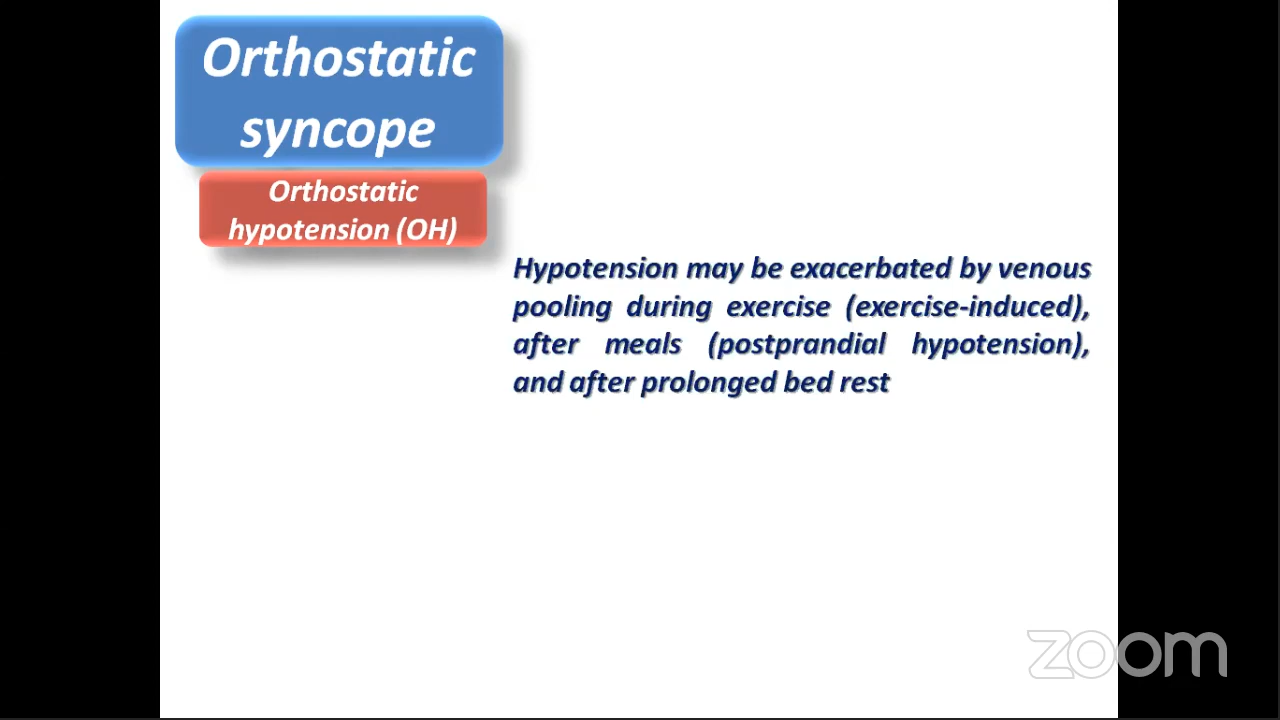 Orthostatic
syncope
Orthostatic
hypotension (OH)
Hypotension may be exacerbated by venous
pooling during exercise (exercise-induced),
after meals (postprandial hypotension),
and after prolonged bed rest
zoom